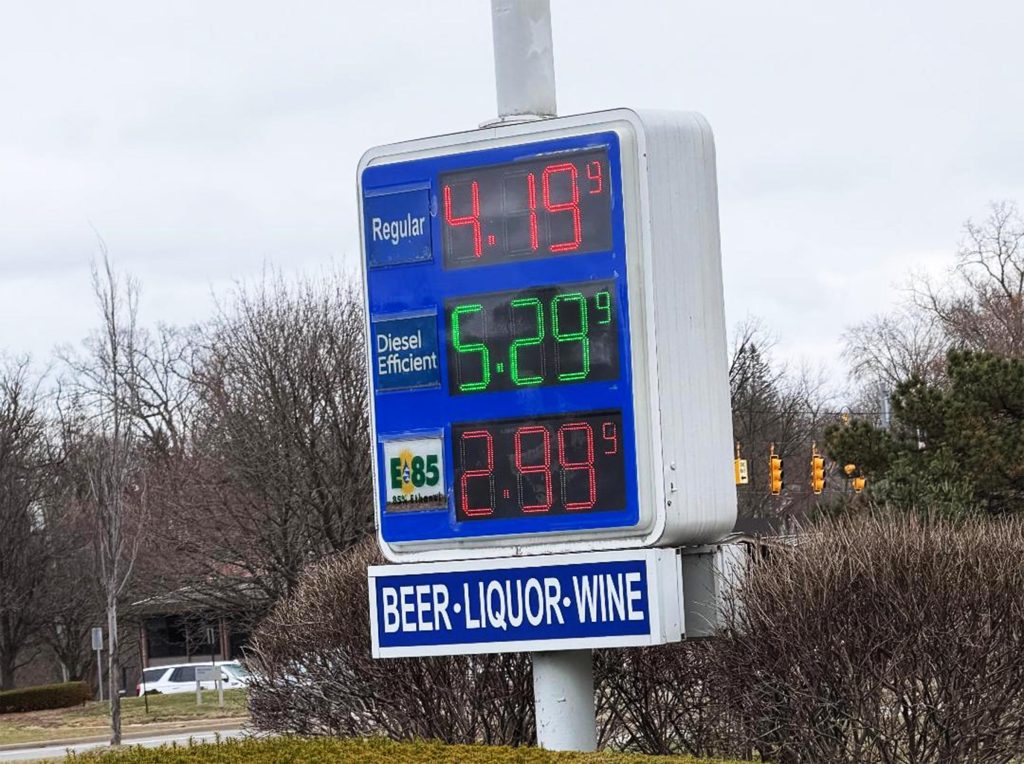 Regular
4.19 9
Diesel
Efficient
5.29 9
E85
85% Ethanol
2.99 9
BEER·LIQUOR·WINE